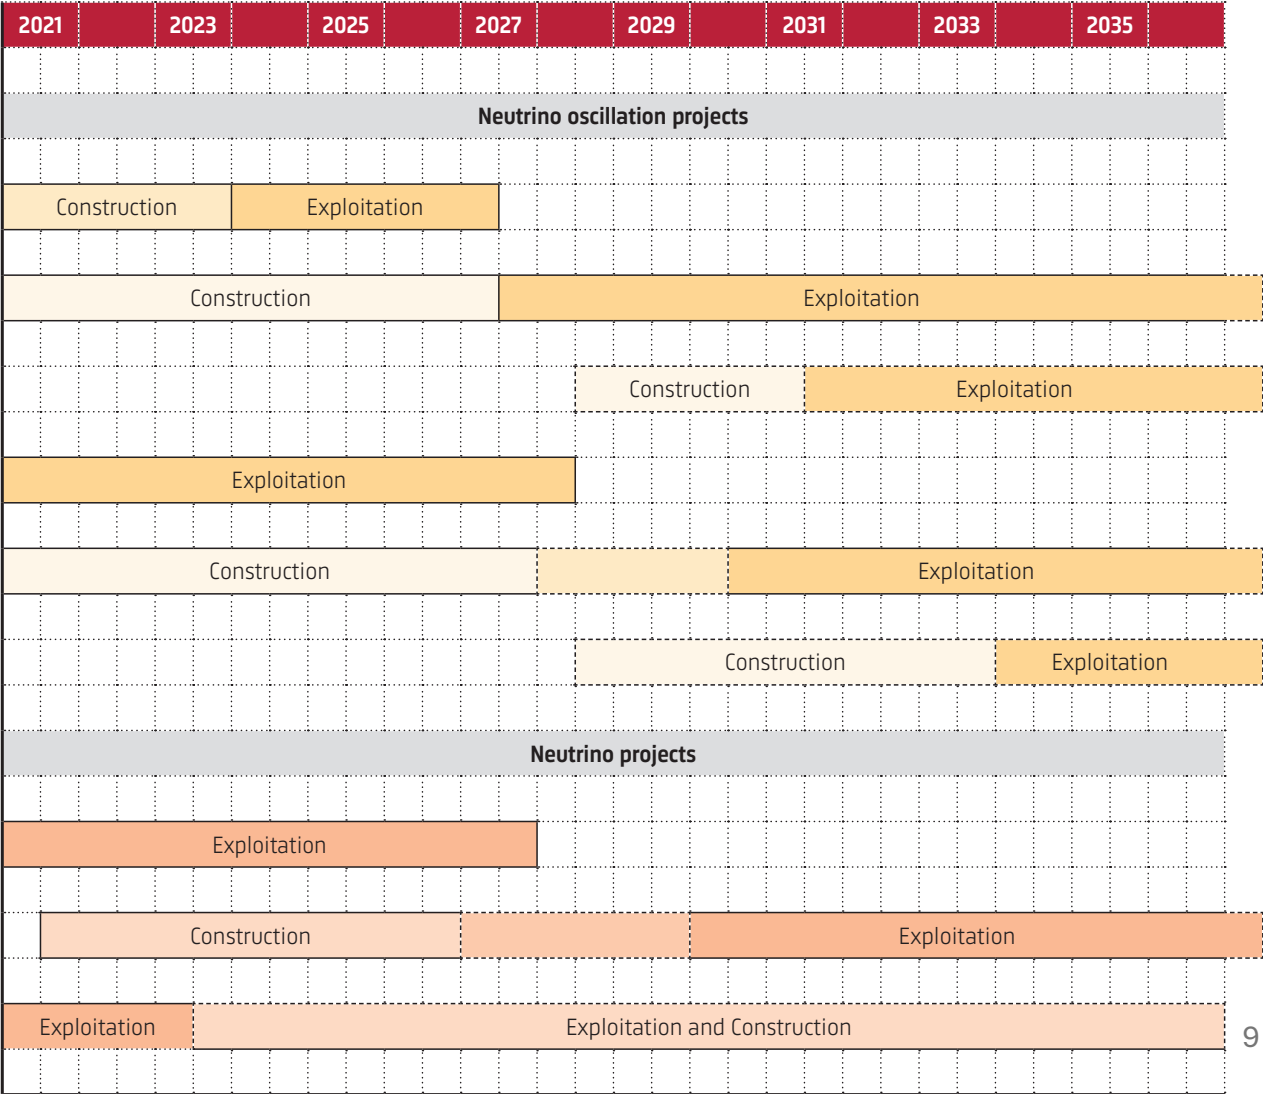 2021 2023 2025 2027 2029 2031 2033 2035
Neutrino oscillation projects
Construction Exploitation
Construction Exploitation
Construction Exploitation
Exploitation
Construction Exploitation
Construction Exploitation
Neutrino projects
Exploitation
Construction Exploitation
Exploitation Exploitation and Construction
9